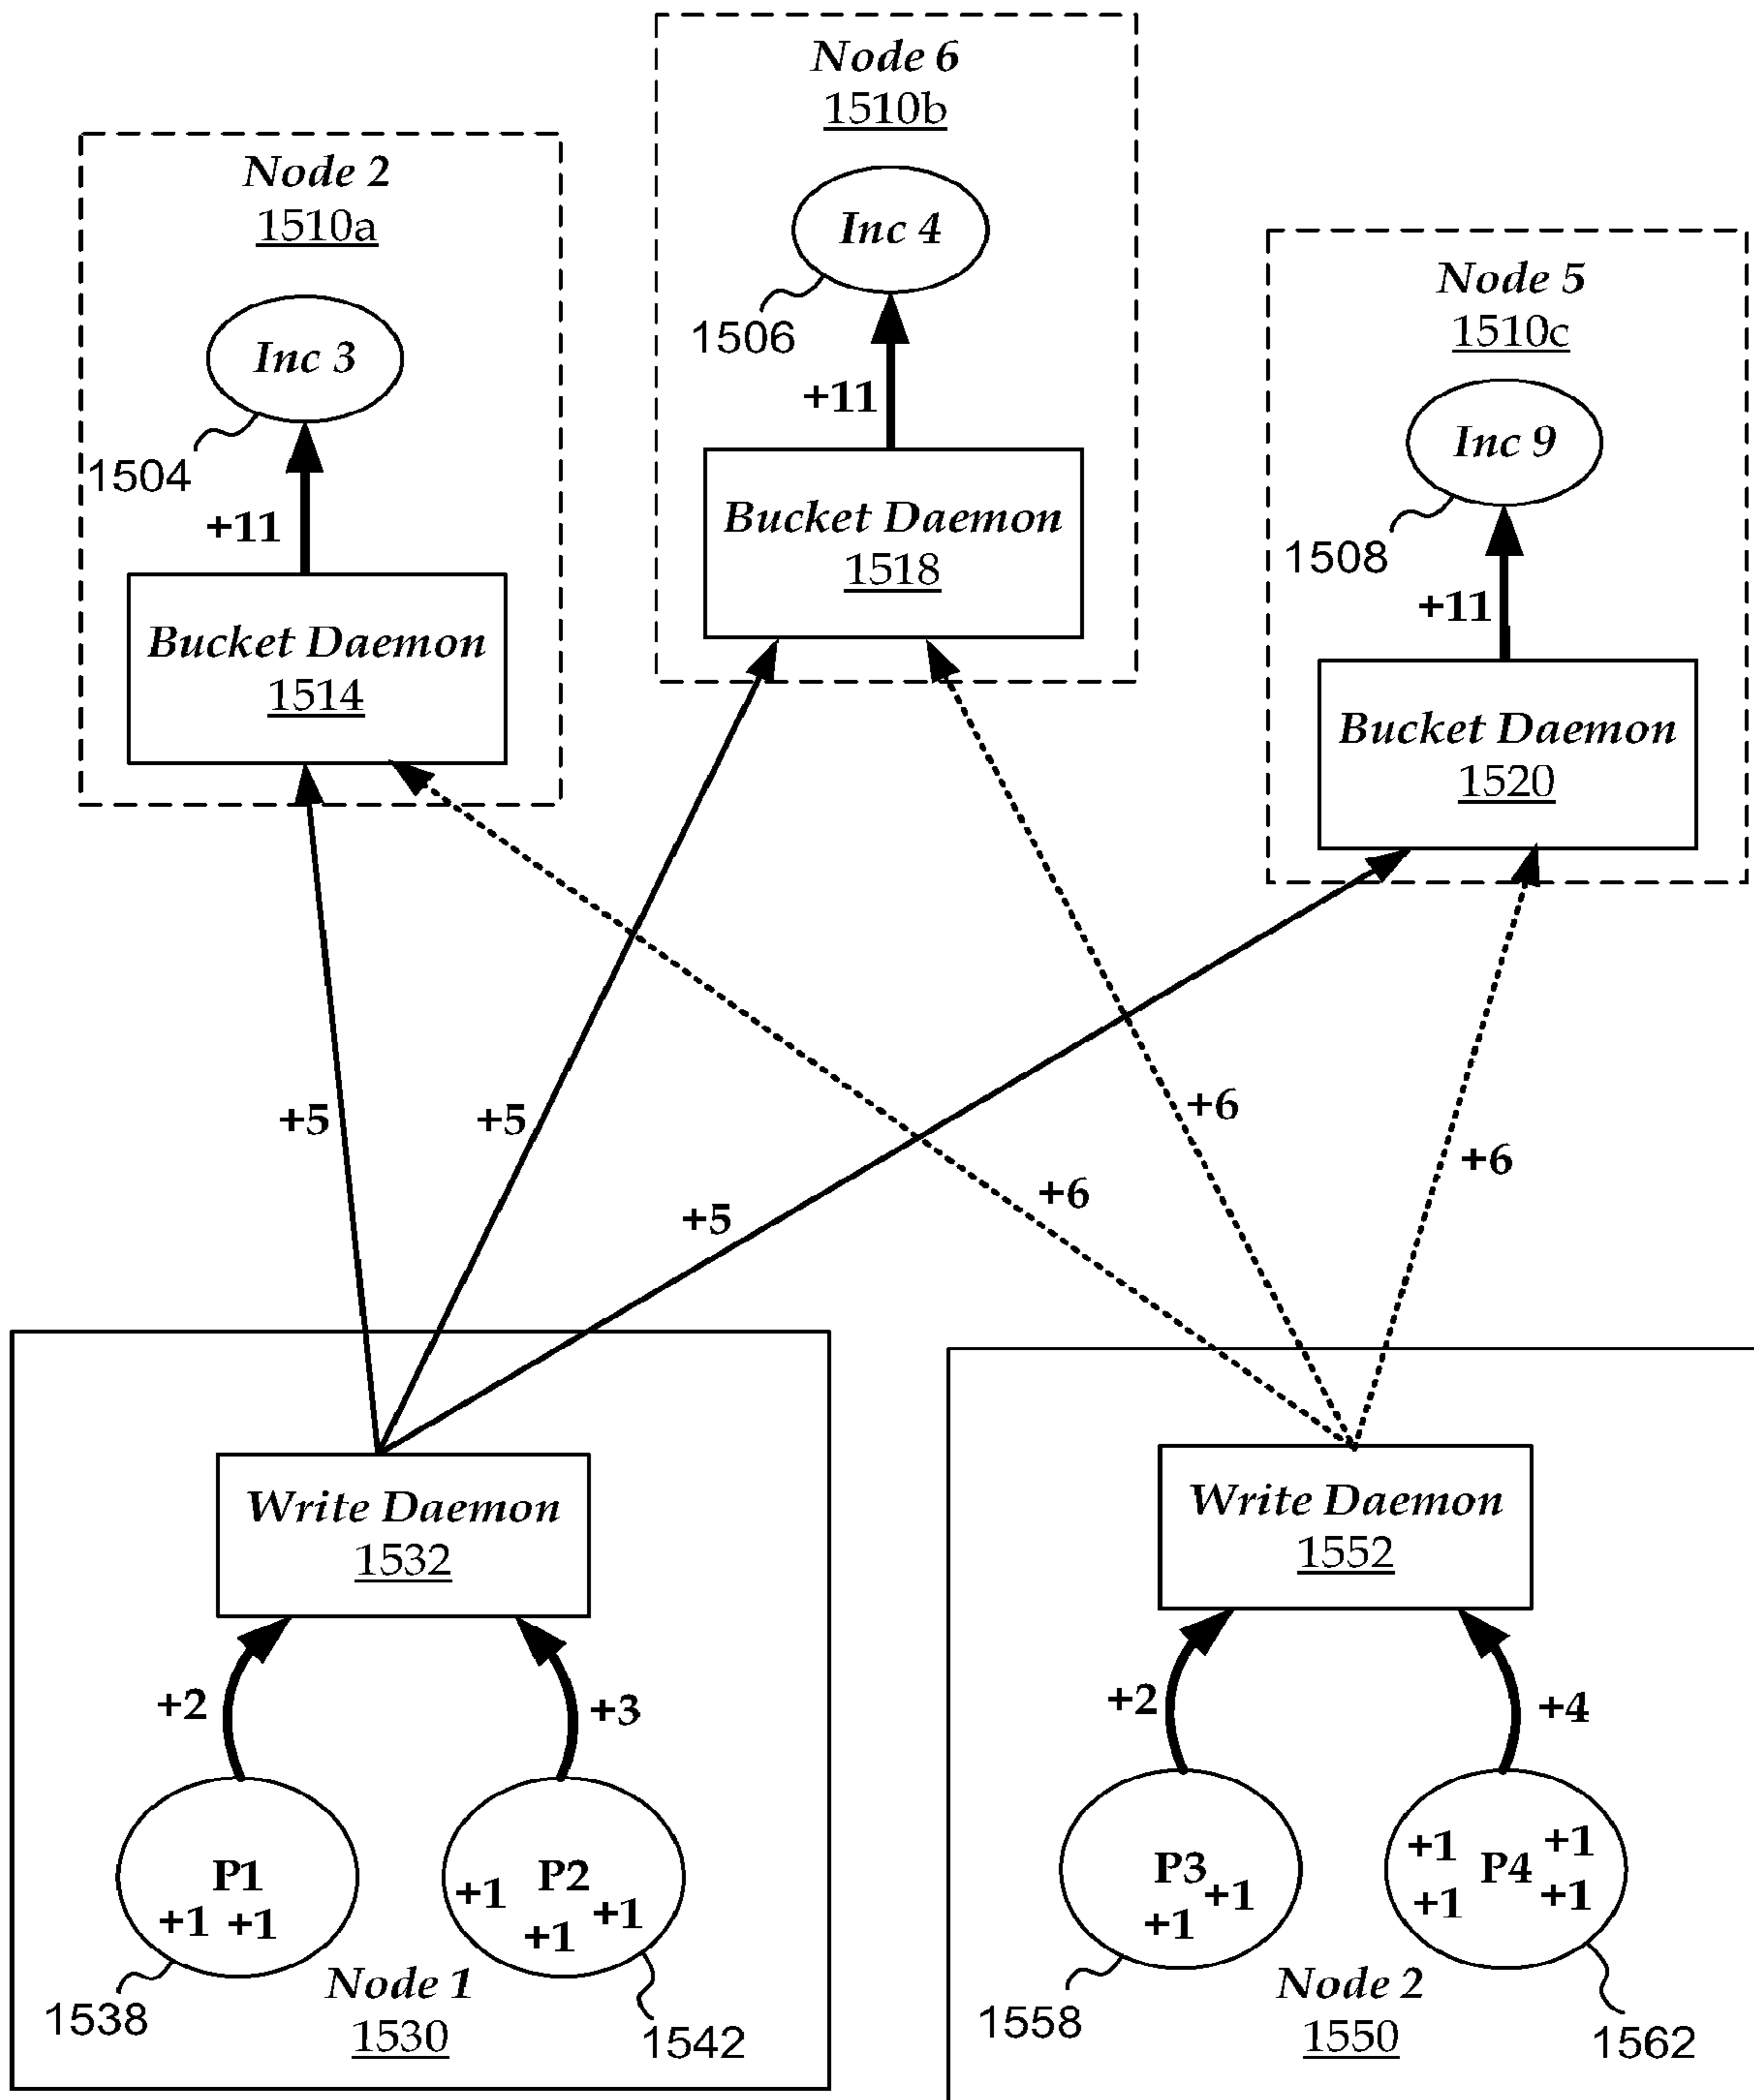 Node 6
1510b
Inc 4
1506
+11
Bucket Daemon
1518
Node 2
1510a
Inc 3
1504
+11
Bucket Daemon
1514
Node 5
1510c
Inc 9
1508
+11
Bucket Daemon
1520
+5
+5
+5
+6
+6
+6
Write Daemon
1532
+2
+3
P1
+1 +1
P2
+1
+1
+1
1538
Node 1
1530
1542
Write Daemon
1552
+2
+4
P3
+1
+1
P4
+1
+1
+1
+1
1558
Node 2
1550
1562